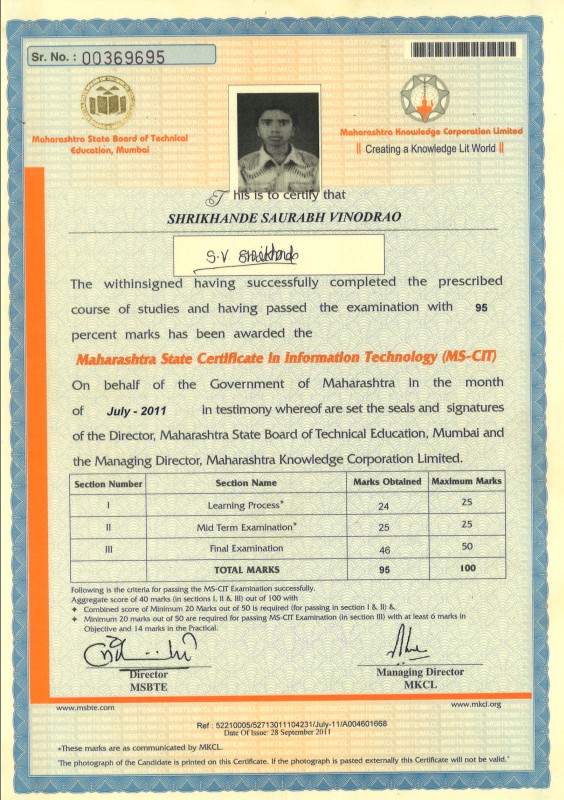 Sr. No. : 00369695
Maharashtra State Board of Technical
Education, Mumbai
Maharashtra Knowledge Corporation Limited
|| Creating a Knowledge Lit World ||
This is to certify that
SHRIKHANDE SAURABH VINODRAO
S.V Shrikhande
The withinsigned having successfully completed the prescribed
course of studies and having passed the examination with 95
percent marks has been awarded the
Maharashtra State Certificate in Information Technology (MS-CIT)
On behalf of the Government of Maharashtra in the month
of July - 2011 in testimony whereof are set the seals and signatures
of the Director, Maharashtra State Board of Technical Education, Mumbai and
the Managing Director, Maharashtra Knowledge Corporation Limited.
Section Number Section Name Marks Obtained Maximum Marks
I Learning Process* 24 25
II Mid Term Examination* 25 25
III Final Examination 46 50
TOTAL MARKS 95 100
Following is the criteria for passing the MS-CIT Examination successfully.
Aggregate score of 40 marks (in sections I, II & III) out of 100 with
+ Combined score of Minimum 20 Marks out of 50 is required (for passing in section I & II) &,
+ Minimum 20 marks out of 50 are required for passing MS-CIT Examination (in section III) with at least 6 marks in
Objective and 14 marks in the Practical.
Director
MSBTE
Managing Director
MKCL
www.msbte.com
www.mkcl.org
Ref : 52210005/52713011104231/July-11/A004601668
Date Of Issue: 28 September 2011
*These marks are as communicated by MKCL.
"The photograph of the Candidate is printed on this Certificate. If the photograph is pasted externally this Certificate will not be valid."